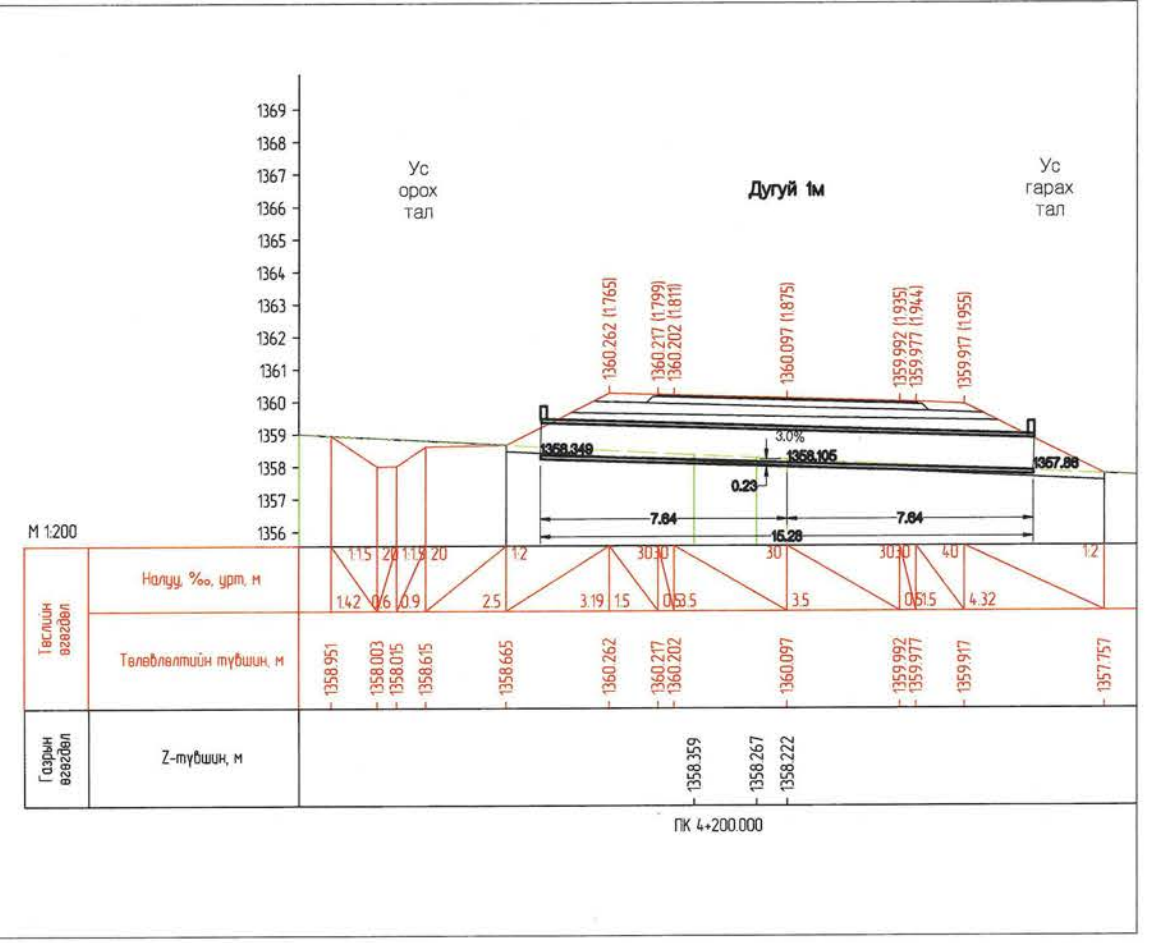 1369
1368
1367
1366
1365
1364
1363
1362
1361
1360
1359
1358
1357
1356
Ус
орох
тал
Дугуй 1м
Ус
гарах
тал
1360.262 (1.765)
1360.217 (1.799)
1360.202 (1.811)
1360.097 (1.875)
1359.992 (1.935)
1359.977 (1.944)
1359.917 (1.955)
1358.349
3.0%
1358.105
1357.86
0.23
7.64
7.64
15.28
М 1:200
Төслийн
өгөгдөл
Налуу, ‰, урт, м
1:1.5 20 1:1.5 20 1:2 30 30 30 30 30 40 1:2
1.42 0.6 0.9 2.5 3.19 1.5 0.5 3.5 3.5 0.5 1.5 4.32
Төлөвлөлтийн түвшин, м
1358.951
1358.003
1358.015
1358.615
1358.665
1360.262
1360.217
1360.202
1360.097
1359.992
1359.977
1359.917
1357.757
Газрын
өгөгдөл
Z-түвшин, м
1358.359
1358.267
1358.222
ПК 4+200.000